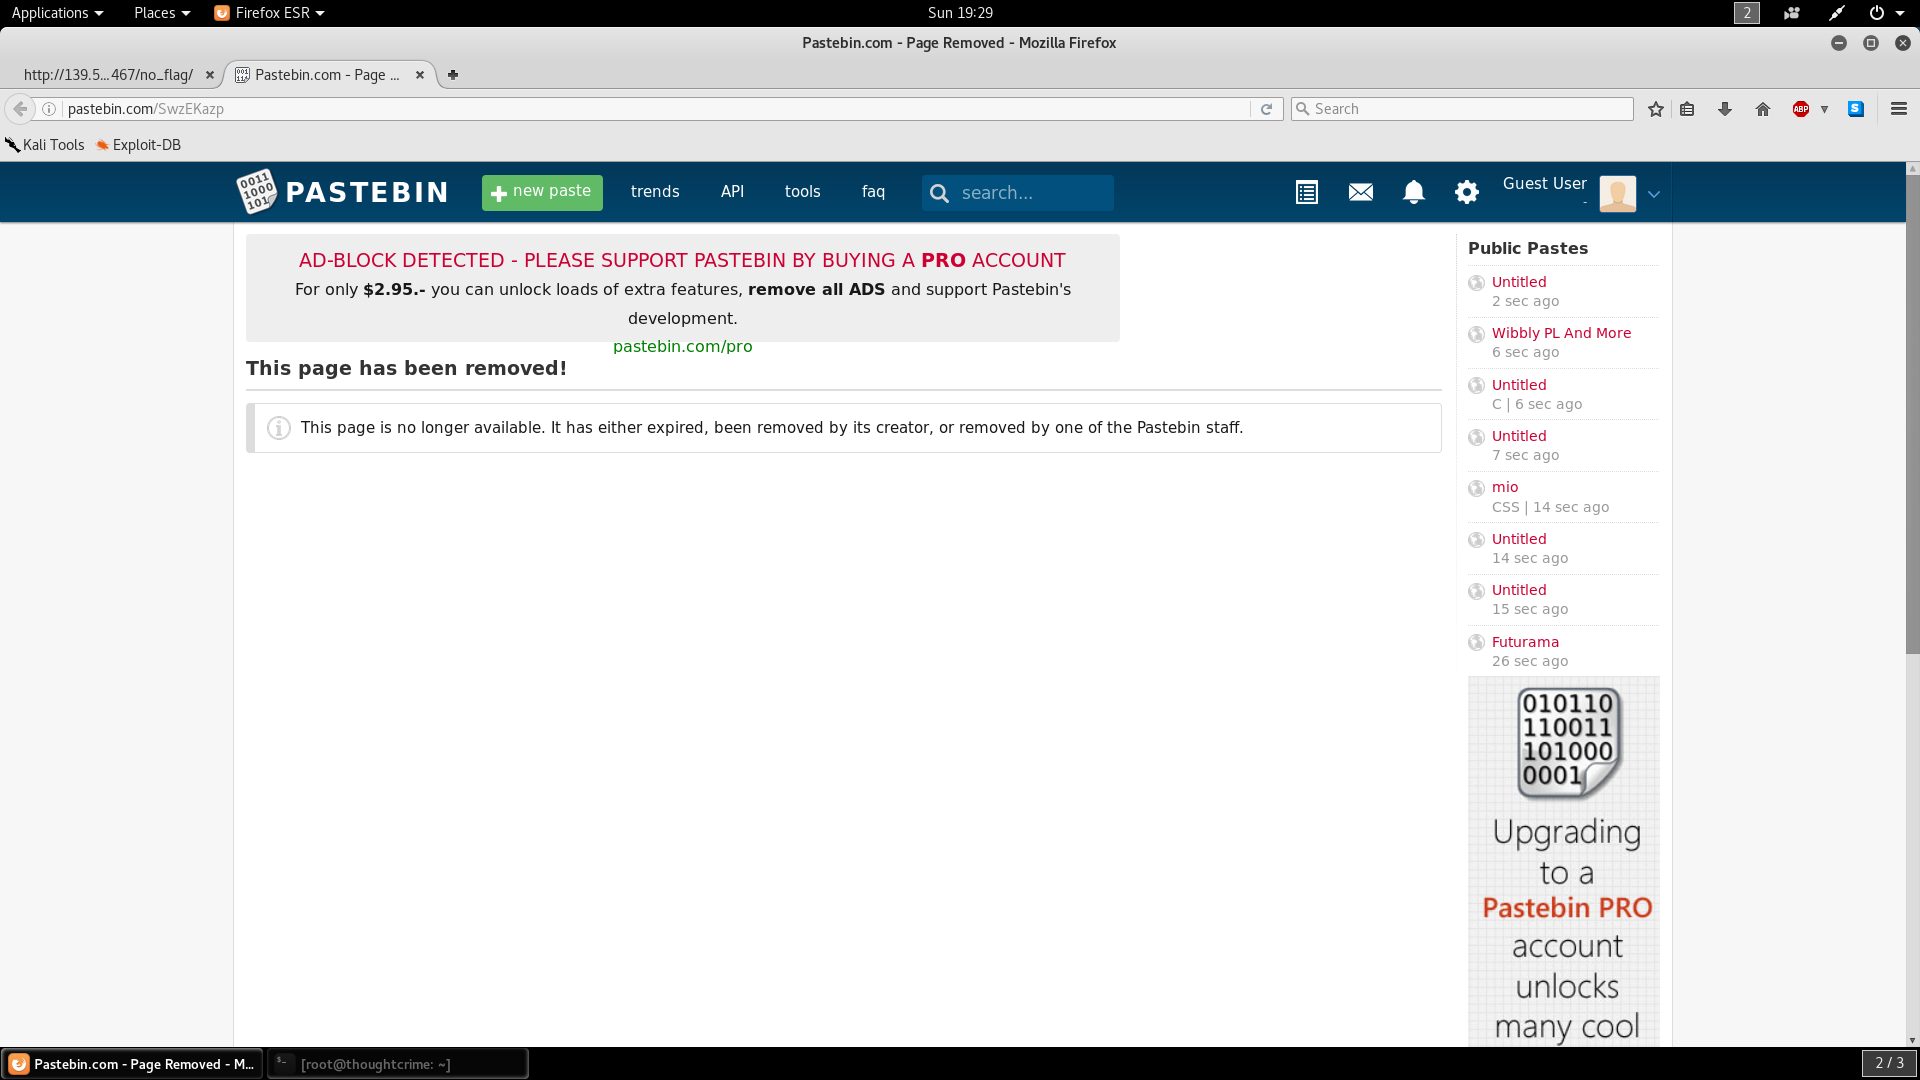 Applications Places Firefox ESR Sun 19:29 2
Pastebin.com - Page Removed - Mozilla Firefox
http://139.5...467/no_flag/ Pastebin.com - Page ...
pastebin.com/SwzEKazp Search ABP S
Kali Tools Exploit-DB
0011 1000 101 PASTEBIN new paste trends API tools faq search... Guest User
-
AD-BLOCK DETECTED - PLEASE SUPPORT PASTEBIN BY BUYING A PRO ACCOUNT
For only $2.95.- you can unlock loads of extra features, remove all ADS and support Pastebin's
development.
pastebin.com/pro
This page has been removed!
This page is no longer available. It has either expired, been removed by its creator, or removed by one of the Pastebin staff.
Public Pastes
Untitled
2 sec ago
Wibbly PL And More
6 sec ago
Untitled
C | 6 sec ago
Untitled
7 sec ago
mio
CSS | 14 sec ago
Untitled
14 sec ago
Untitled
15 sec ago
Futurama
26 sec ago
010110
110011
101000
0001
Upgrading
to a
Pastebin PRO
account
unlocks
many cool
Pastebin.com - Page Removed - M... [root@thoughtcrime: ~] 2 / 3